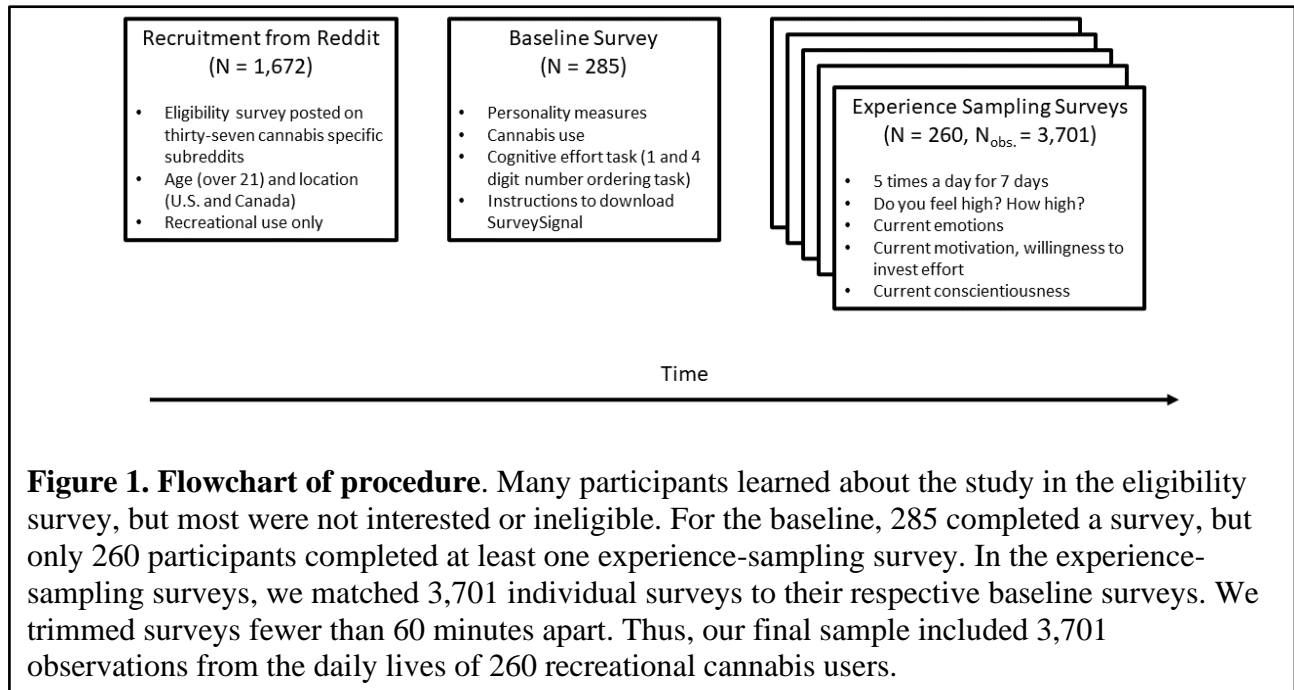 Recruitment from Reddit
(N = 1,672)
• Eligibility survey posted on
thirty-seven cannabis specific
subreddits
• Age (over 21) and location
(U.S. and Canada)
• Recreational use only
Baseline Survey
(N = 285)
• Personality measures
• Cannabis use
• Cognitive effort task (1 and 4
digit number ordering task)
• Instructions to download
SurveySignal
Experience Sampling Surveys
(N = 260, Nobs. = 3,701)
• 5 times a day for 7 days
• Do you feel high? How high?
• Current emotions
• Current motivation, willingness to
invest effort
• Current conscientiousness
Time
Figure 1. Flowchart of procedure. Many participants learned about the study in the eligibility
survey, but most were not interested or ineligible. For the baseline, 285 completed a survey, but
only 260 participants completed at least one experience-sampling survey. In the experience-
sampling surveys, we matched 3,701 individual surveys to their respective baseline surveys. We
trimmed surveys fewer than 60 minutes apart. Thus, our final sample included 3,701
observations from the daily lives of 260 recreational cannabis users.